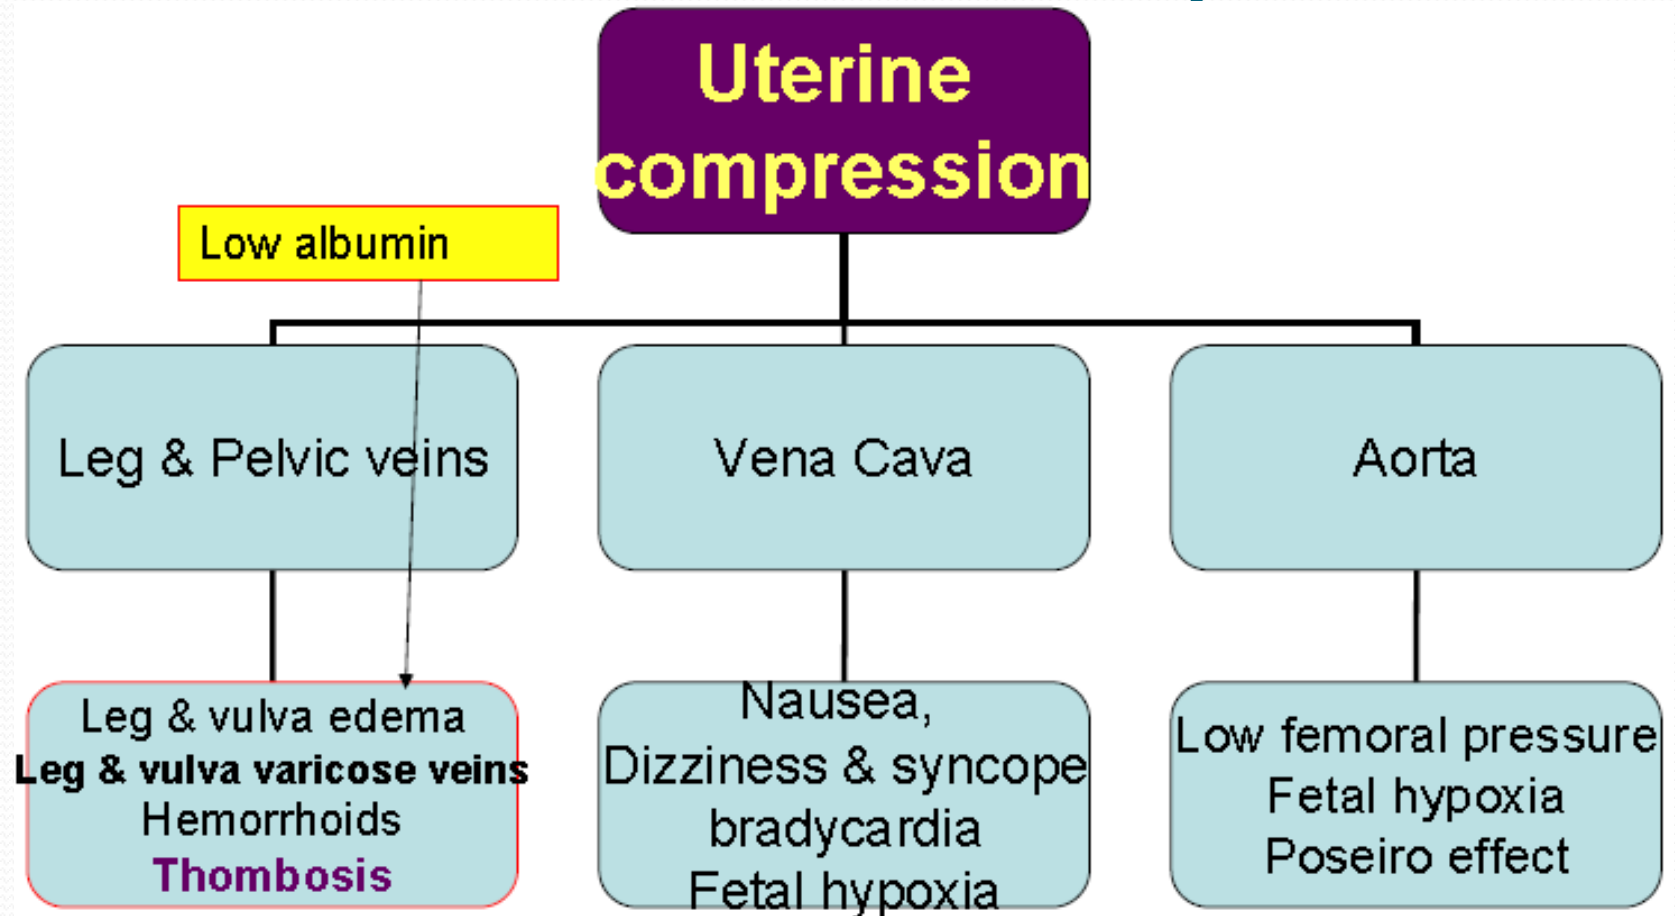 Uterine
compression
Low albumin
Leg & Pelvic veins
Vena Cava
Aorta
Leg & vulva edema
Leg & vulva varicose veins
Hemorrhoids
Thombosis
Nausea,
Dizziness & syncope
bradycardia
Fetal hypoxia
Low femoral pressure
Fetal hypoxia
Poseiro effect